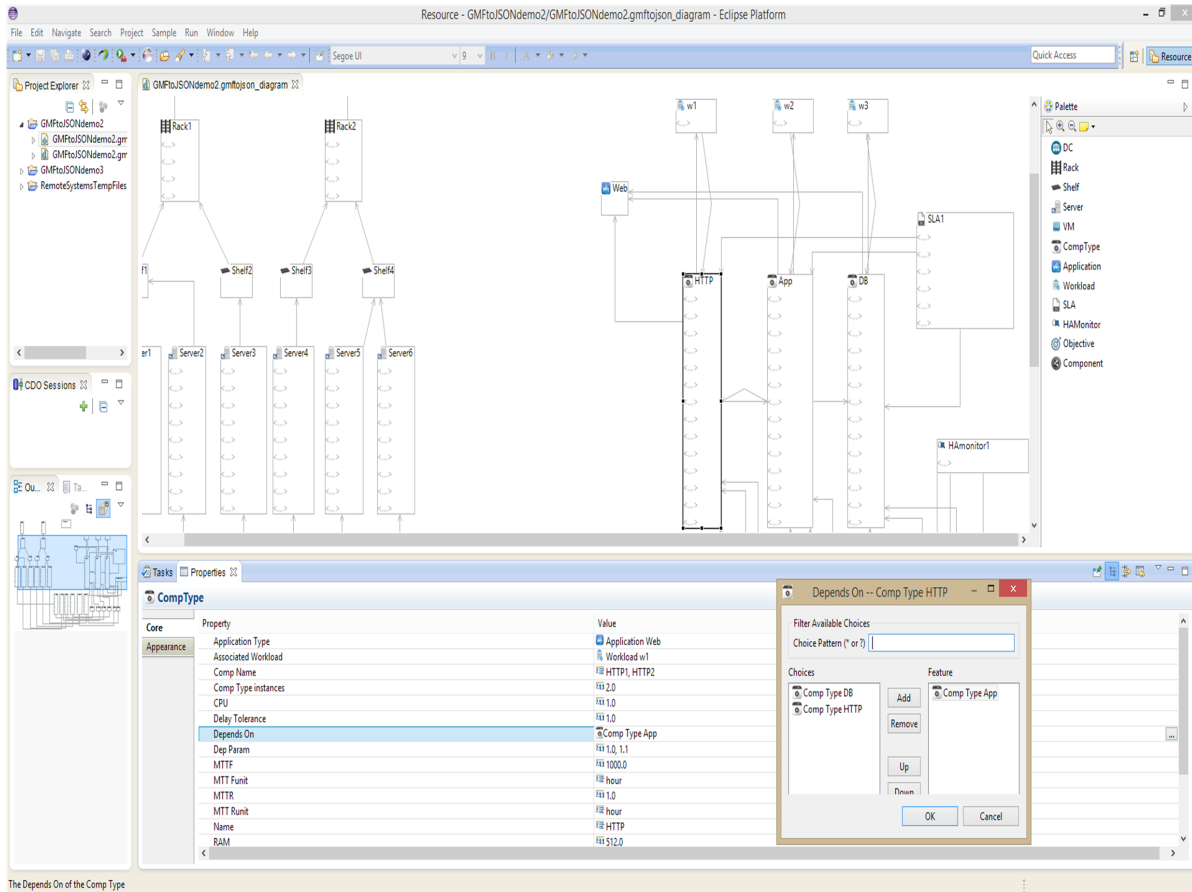 Resource - GMFtoJSONdemo2/GMFtoJSONdemo2.gmftojson_diagram - Eclipse Platform
File Edit Navigate Search Project Sample Run Window Help
Segoe UI 9 Quick Access Resource
Project Explorer
GMFtoJSONdemo2
GMFtoJSONdemo2.gm
GMFtoJSONdemo2.gm
GMFtoJSONdemo3
RemoteSystemsTempFiles
CDO Sessions
Ou... Ta...
GMFtoJSONdemo2.gmftojson_diagram
Rack1 Rack2
w1 w2 w3
Web
SLA1
f1 Shelf2 Shelf3 Shelf4
HTTP App DB
er1 Server2 Server3 Server4 Server5 Server6
HAmonitor1
Palette
DC
Rack
Shelf
Server
VM
CompType
Application
Workload
SLA
HAMonitor
Objective
Component
Tasks Properties
CompType
Core
Appearance
Property Value
Application Type Application Web
Associated Workload Workload w1
Comp Name HTTP1, HTTP2
Comp Type instances 2.0
CPU 1.0
Delay Tolerance 1.0
Depends On Comp Type App
Dep Param 1.0, 1.1
MTTF 1000.0
MTT Funit hour
MTTR 1.0
MTT Runit hour
Name HTTP
RAM 512.0
Depends On -- Comp Type HTTP
Filter Available Choices
Choice Pattern (* or ?)
Choices Feature
Comp Type DB
Comp Type HTTP
Add
Remove
Up
Down
Comp Type App
OK Cancel
The Depends On of the Comp Type